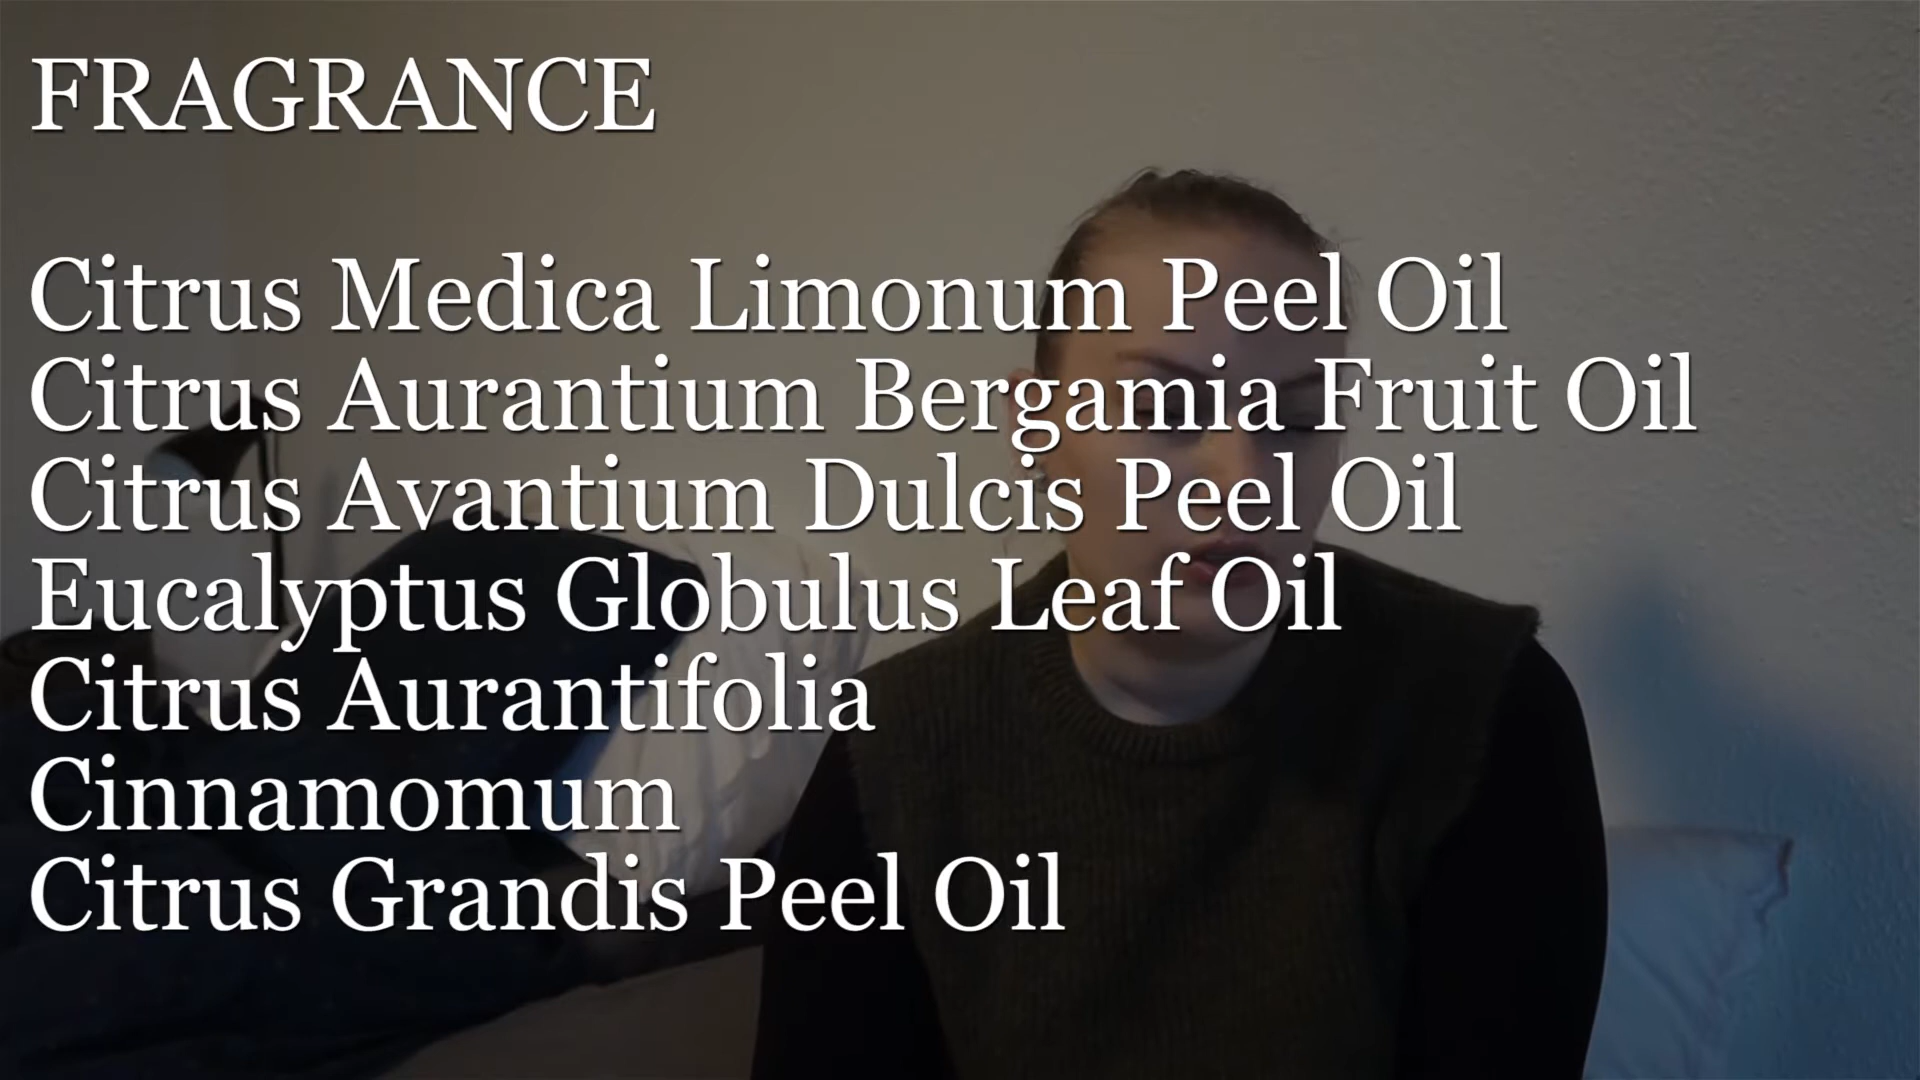 FRAGRANCE
Citrus Medica Limonum Peel Oil
Citrus Aurantium Bergamia Fruit Oil
Citrus Avantium Dulcis Peel Oil
Eucalyptus Globulus Leaf Oil
Citrus Aurantifolia
Cinnamomum
Citrus Grandis Peel Oil